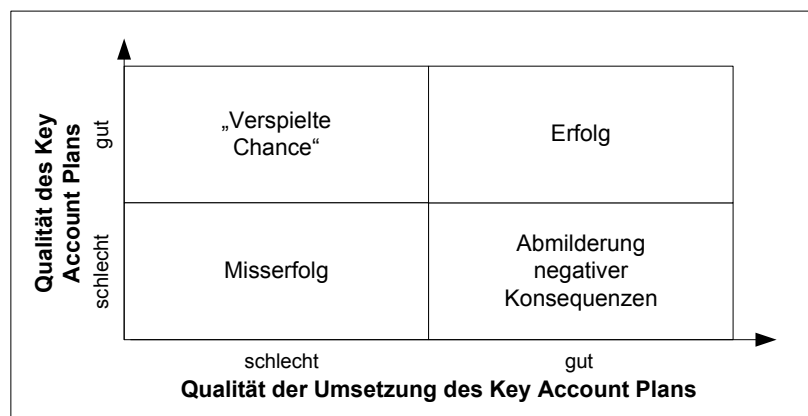 Qualität des Key
Account Plans
gut
schlecht
„Verspielte
Chance“
Erfolg
Misserfolg
Abmilderung
negativer
Konsequenzen
schlecht
gut
Qualität der Umsetzung des Key Account Plans